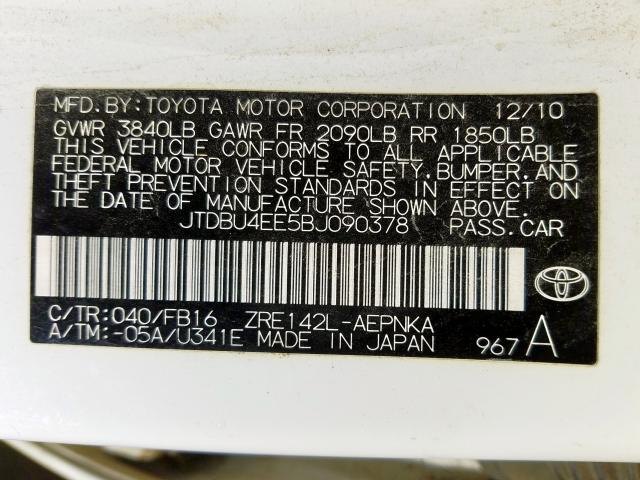 MFD.BY:TOYOTA MOTOR CORPORATION 12/10
GVWR 3840LB GAWR FR 2090LB RR 1850LB
THIS VEHICLE CONFORMS TO ALL APPLICABLE
FEDERAL MOTOR VEHICLE SAFETY,BUMPER,AND
THEFT PREVENTION STANDARDS IN EFFECT ON
THE DATE OF MANUFACTURE SHOWN ABOVE.
JTDBU4EE5BJ090378 PASS.CAR
C/TR:040/FB16 ZRE142L-AEPNKA
A/TM:-05A/U341E MADE IN JAPAN 967 A